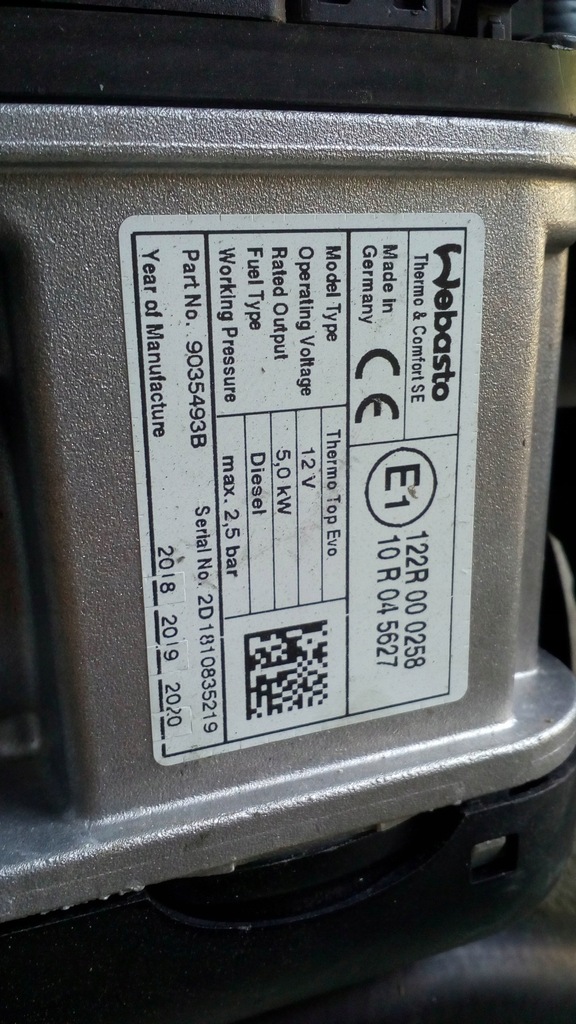 Webasto
Thermo & Comfort SE
Made in
Germany
CE
E1
122R 00 0258
10 R 04 5627
Model Type Thermo Top Evo
Operating Voltage 12 V
Rated Output 5,0 kW
Fuel Type Diesel
Working Pressure max. 2,5 bar
Part No. 9035493B Serial No. 2D1810835219
Year of Manufacture 2018 2019 2020